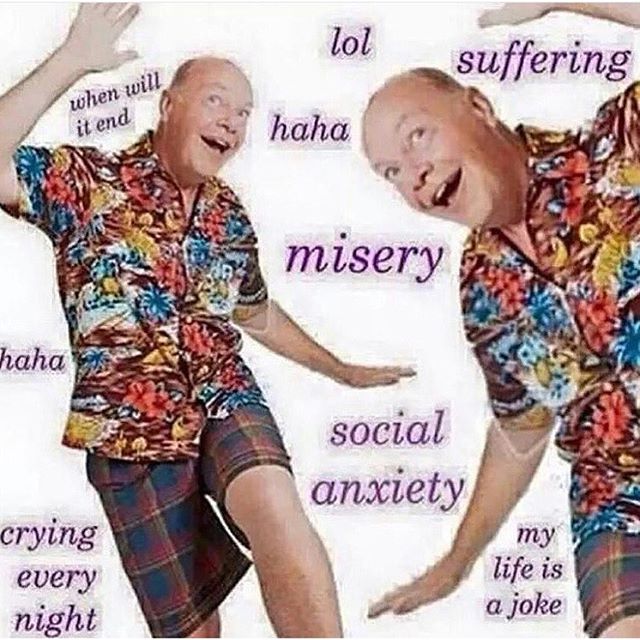 lol
suffering
when will
it end
haha
misery
haha
social
anxiety
crying
every
night
my
life is
a joke